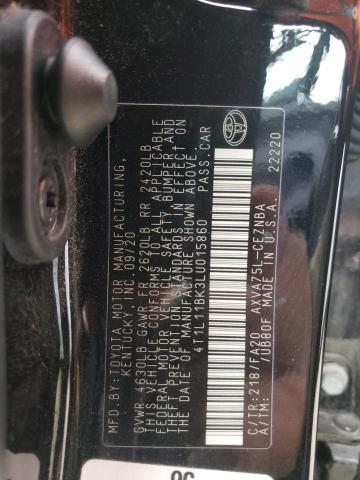 MFD.BY:TOYOTA MOTOR MANUFACTURING,
KENTUCKY, INC. 09/20
GVWR 4630LB GAWR FR 2620LB RR 2420LB
THIS VEHICLE CONFORMS TO ALL APPLICABLE
FEDERAL MOTOR VEHICLE SAFETY, BUMPER, AND
THEFT PREVENTION STANDARDS IN EFFECT ON
THE DATE OF MANUFACTURE SHOWN ABOVE.
4T1L11BK3LU015860 PASS.CAR
C/TR:218/FA20 AXVA75L-CEZNBA
A/TM: /UB80F MADE IN U.S.A.
22220